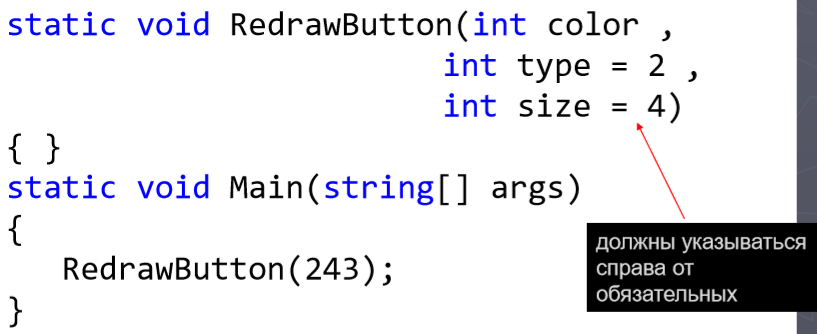 static void RedrawButton(int color ,
int type = 2 ,
int size = 4)
{ }
static void Main(string[] args)
{
RedrawButton(243);
}
должны указываться
справа от
обязательных